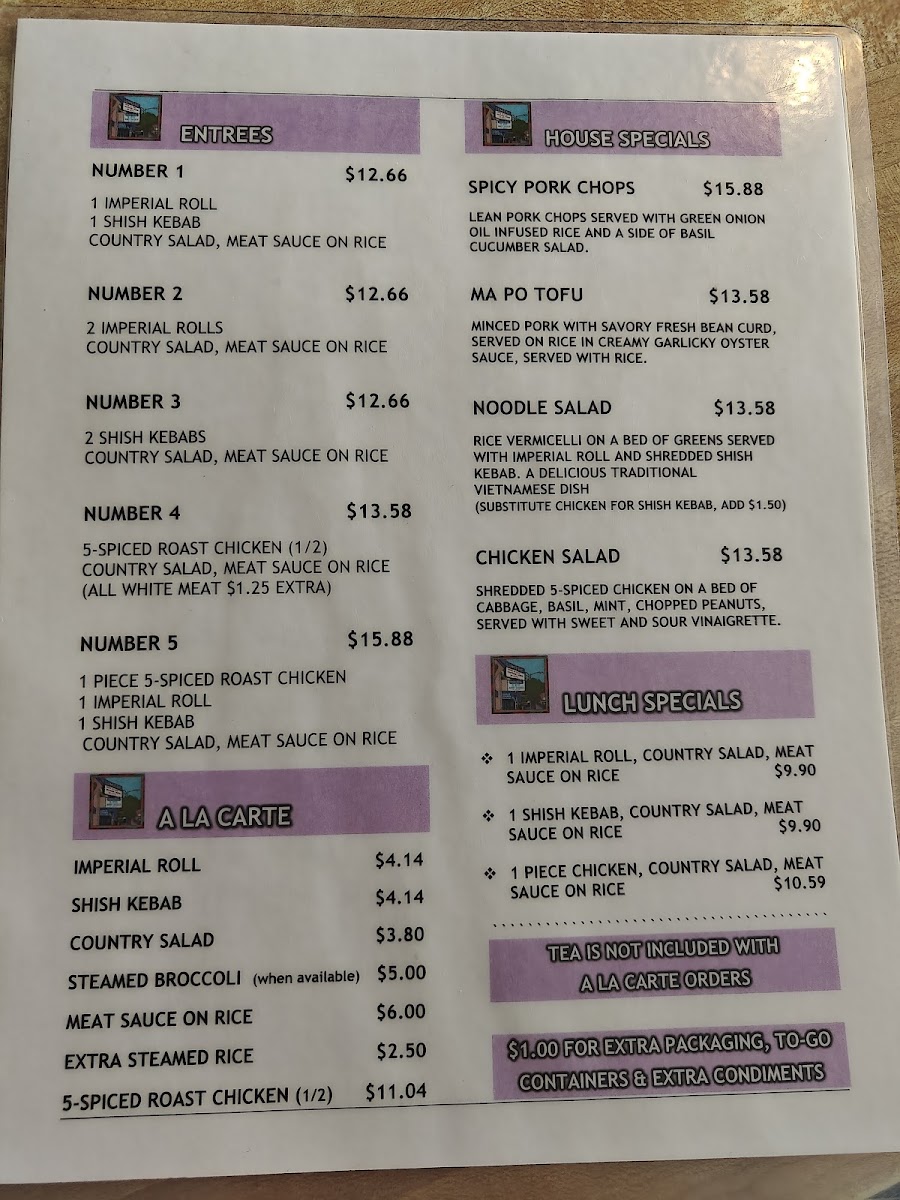 ENTREES
NUMBER 1 $12.66
1 IMPERIAL ROLL
1 SHISH KEBAB
COUNTRY SALAD, MEAT SAUCE ON RICE
NUMBER 2 $12.66
2 IMPERIAL ROLLS
COUNTRY SALAD, MEAT SAUCE ON RICE
NUMBER 3 $12.66
2 SHISH KEBABS
COUNTRY SALAD, MEAT SAUCE ON RICE
NUMBER 4 $13.58
5-SPICED ROAST CHICKEN (1/2)
COUNTRY SALAD, MEAT SAUCE ON RICE
(ALL WHITE MEAT $1.25 EXTRA)
NUMBER 5 $15.88
1 PIECE 5-SPICED ROAST CHICKEN
1 IMPERIAL ROLL
1 SHISH KEBAB
COUNTRY SALAD, MEAT SAUCE ON RICE
A LA CARTE
IMPERIAL ROLL $4.14
SHISH KEBAB $4.14
COUNTRY SALAD $3.80
STEAMED BROCCOLI (when available) $5.00
MEAT SAUCE ON RICE $6.00
EXTRA STEAMED RICE $2.50
5-SPICED ROAST CHICKEN (1/2) $11.04
HOUSE SPECIALS
SPICY PORK CHOPS $15.88
LEAN PORK CHOPS SERVED WITH GREEN ONION
OIL INFUSED RICE AND A SIDE OF BASIL
CUCUMBER SALAD.
MA PO TOFU $13.58
MINCED PORK WITH SAVORY FRESH BEAN CURD,
SERVED ON RICE IN CREAMY GARLICKY OYSTER
SAUCE, SERVED WITH RICE.
NOODLE SALAD $13.58
RICE VERMICELLI ON A BED OF GREENS SERVED
WITH IMPERIAL ROLL AND SHREDDED SHISH
KEBAB. A DELICIOUS TRADITIONAL
VIETNAMESE DISH
(SUBSTITUTE CHICKEN FOR SHISH KEBAB, ADD $1.50)
CHICKEN SALAD $13.58
SHREDDED 5-SPICED CHICKEN ON A BED OF
CABBAGE, BASIL, MINT, CHOPPED PEANUTS,
SERVED WITH SWEET AND SOUR VINAIGRETTE.
LUNCH SPECIALS
❖ 1 IMPERIAL ROLL, COUNTRY SALAD, MEAT
SAUCE ON RICE $9.90
❖ 1 SHISH KEBAB, COUNTRY SALAD, MEAT
SAUCE ON RICE $9.90
❖ 1 PIECE CHICKEN, COUNTRY SALAD, MEAT
SAUCE ON RICE $10.59
TEA IS NOT INCLUDED WITH
A LA CARTE ORDERS
$1.00 FOR EXTRA PACKAGING, TO-GO
CONTAINERS & EXTRA CONDIMENTS